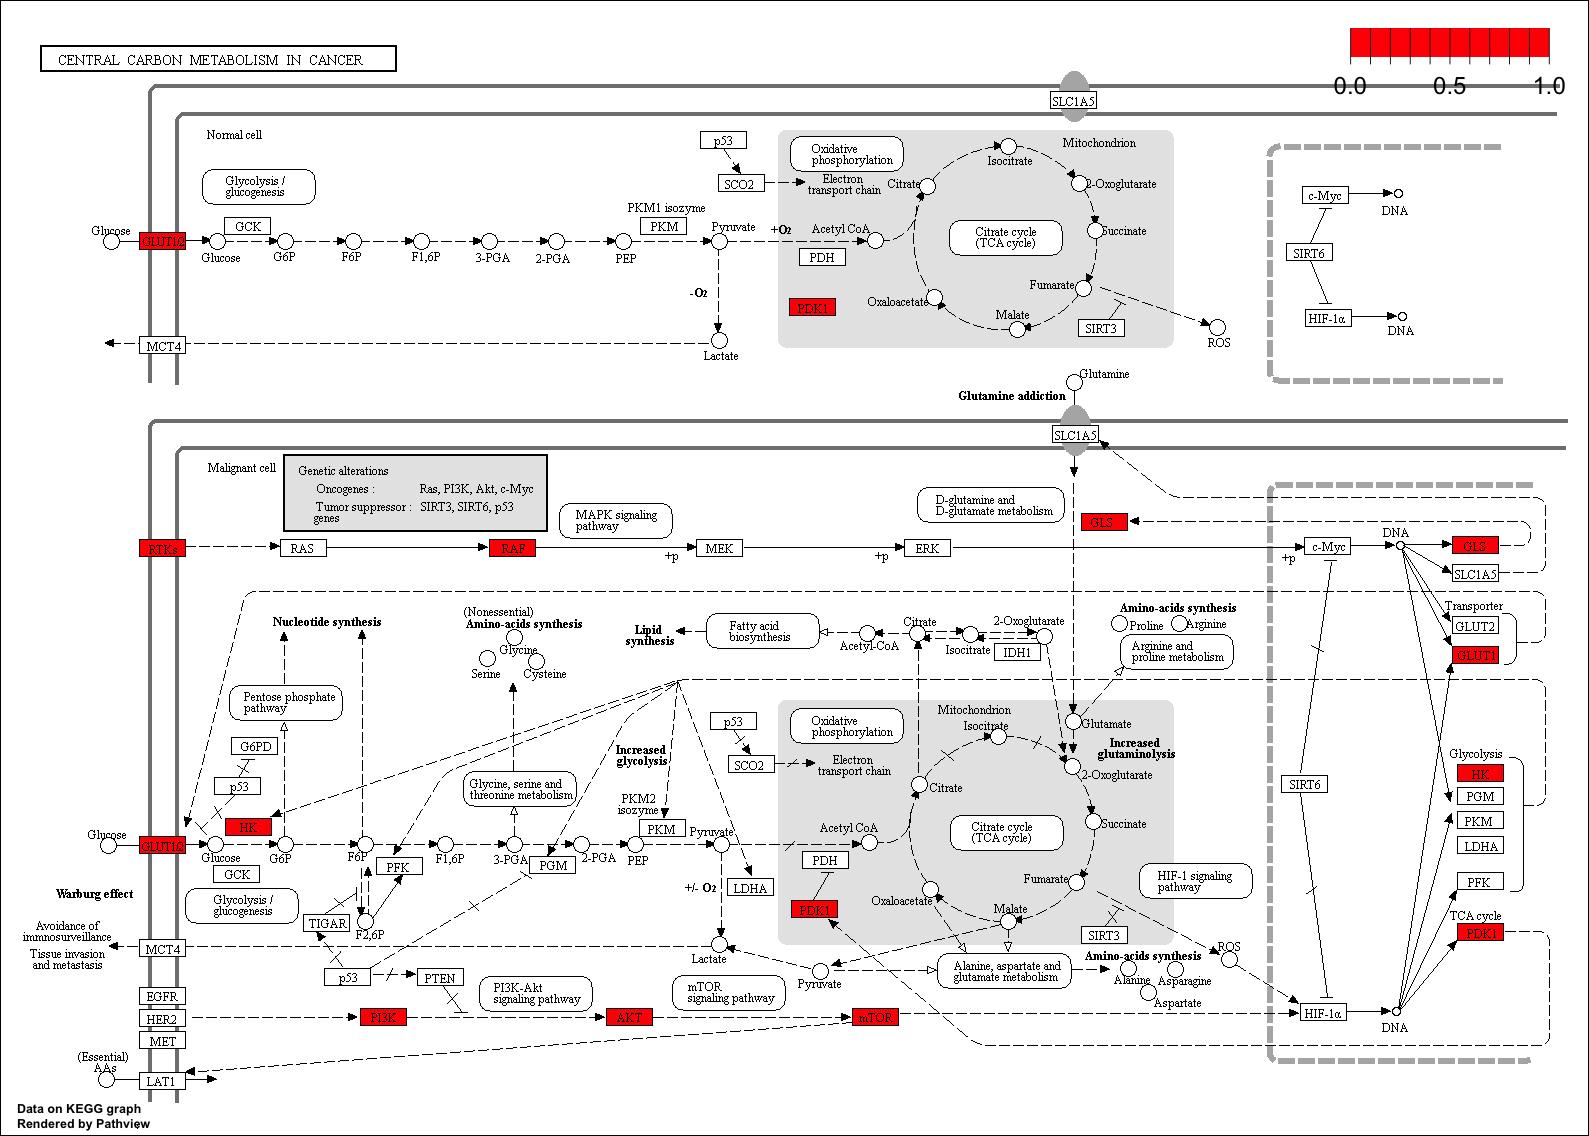 CENTRAL CARBON METABOLISM IN CANCER
0.0 0.5 1.0
SLC1A5
Normal cell
Glycolysis /
glucogenesis
p53
SCO2
Oxidative
phosphorylation
Electron
transport chain
Mitochondrion
Isocitrate
Citrate
2-Oxoglutarate
Succinate
Citrate cycle
(TCA cycle)
Fumarate
Malate
Oxaloacetate
SIRT3
ROS
c-Myc
DNA
SIRT6
HIF-1α
DNA
Glucose
GLUT1/2
Glucose
GCK
G6P
F6P
F1,6P
3-PGA
2-PGA
PEP
PKM1 isozyme
PKM
Pyruvate
+O2
Acetyl CoA
PDH
PDK1
-O2
Lactate
MCT4
Glutamine
Glutamine addiction
SLC1A5
Malignant cell
Genetic alterations
Oncogenes : Ras, PI3K, Akt, c-Myc
Tumor suppressor : SIRT3, SIRT6, p53
genes
MAPK signaling
pathway
D-glutamine and
D-glutamate metabolism
GLS
RTKs
RAS
RAF
+p
MEK
+p
ERK
+p
c-Myc
DNA
GLS
SLC1A5
Transporter
GLUT2
GLUT1
Nucleotide synthesis
(Nonessential)
Amino-acids synthesis
Glycine
Serine
Cysteine
Lipid
synthesis
Fatty acid
biosynthesis
Acetyl-CoA
Citrate
Isocitrate
2-Oxoglutarate
IDH1
Amino-acids synthesis
Proline
Arginine
Arginine and
proline metabolism
Pentose phosphate
pathway
G6PD
p53
Glycine, serine and
threonine metabolism
Increased
glycolysis
PKM2
isozyme
PKM
p53
SCO2
Oxidative
phosphorylation
Electron
transport chain
Mitochondrion
Isocitrate
Glutamate
Increased
glutaminolysis
2-Oxoglutarate
Citrate
Succinate
Citrate cycle
(TCA cycle)
Fumarate
Malate
Oxaloacetate
SIRT3
HIF-1 signaling
pathway
SIRT6
Glycolysis
HK
PGM
PKM
LDHA
PFK
TCA cycle
PDK1
Glucose
GLUT1/2
HK
Glucose
GCK
G6P
F6P
PFK
F1,6P
3-PGA
PGM
2-PGA
PEP
Pyruvate
LDHA
+/- O2
Acetyl CoA
PDH
PDK1
Warburg effect
Glycolysis /
glucogenesis
TIGAR
F2,6P
Avoidance of
immnosurveillance
Tissue invasion
and metastasis
MCT4
Lactate
Pyruvate
Alanine, aspartate and
glutamate metabolism
Amino-acids synthesis
Alanine
Asparagine
Aspartate
ROS
p53
PTEN
PI3K-Akt
signaling pathway
mTOR
signaling pathway
EGFR
HER2
MET
PI3K
AKT
mTOR
HIF-1α
DNA
(Essential)
AAs
LAT1
Data on KEGG graph
Rendered by Pathview